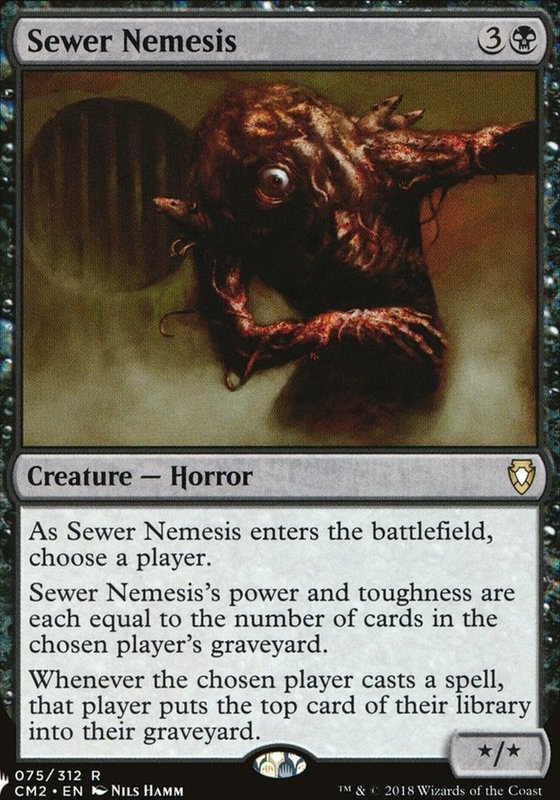 Sewer Nemesis 3
Creature — Horror
As Sewer Nemesis enters the battlefield,
choose a player.
Sewer Nemesis's power and toughness are
each equal to the number of cards in the
chosen player's graveyard.
Whenever the chosen player casts a spell,
that player puts the top card of their library
into their graveyard.
*/*
075/312 R
CM2 • EN Nils Hamm
™ & © 2018 Wizards of the Coast